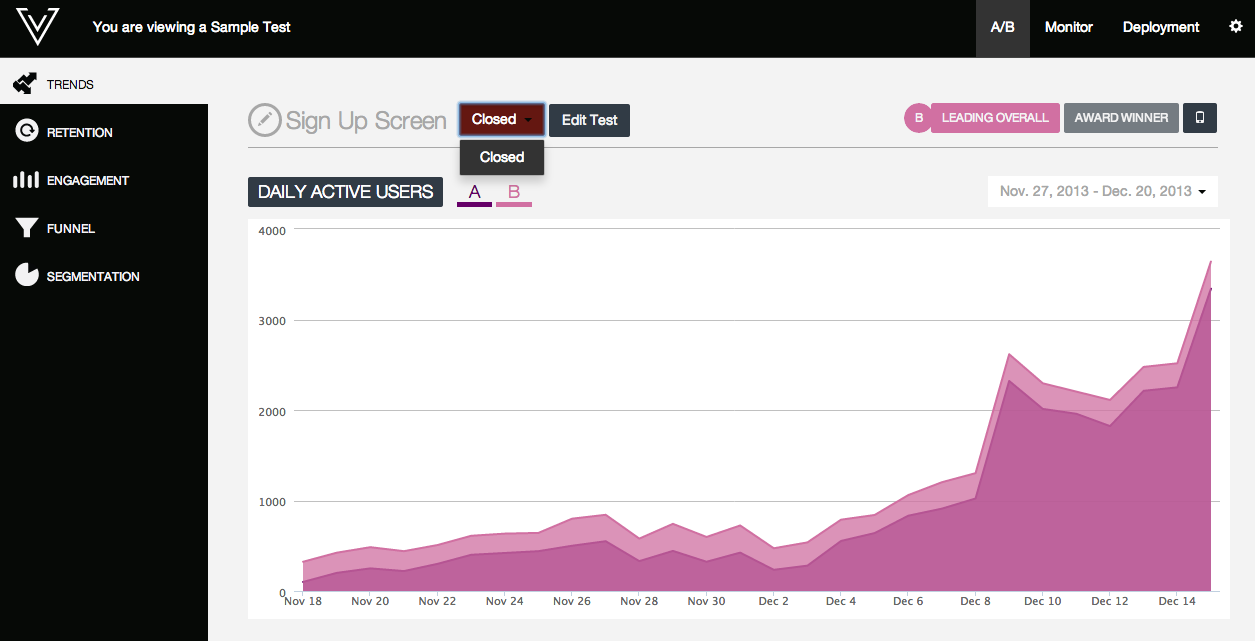 You are viewing a Sample Test
A/B
Monitor
Deployment
TRENDS
RETENTION
ENGAGEMENT
FUNNEL
SEGMENTATION
Sign Up Screen
Closed
Edit Test
Closed
B
LEADING OVERALL
AWARD WINNER
DAILY ACTIVE USERS
A
B
Nov. 27, 2013 - Dec. 20, 2013
4000
3000
2000
1000
0
Nov 18
Nov 20
Nov 22
Nov 24
Nov 26
Nov 28
Nov 30
Dec 2
Dec 4
Dec 6
Dec 8
Dec 10
Dec 12
Dec 14